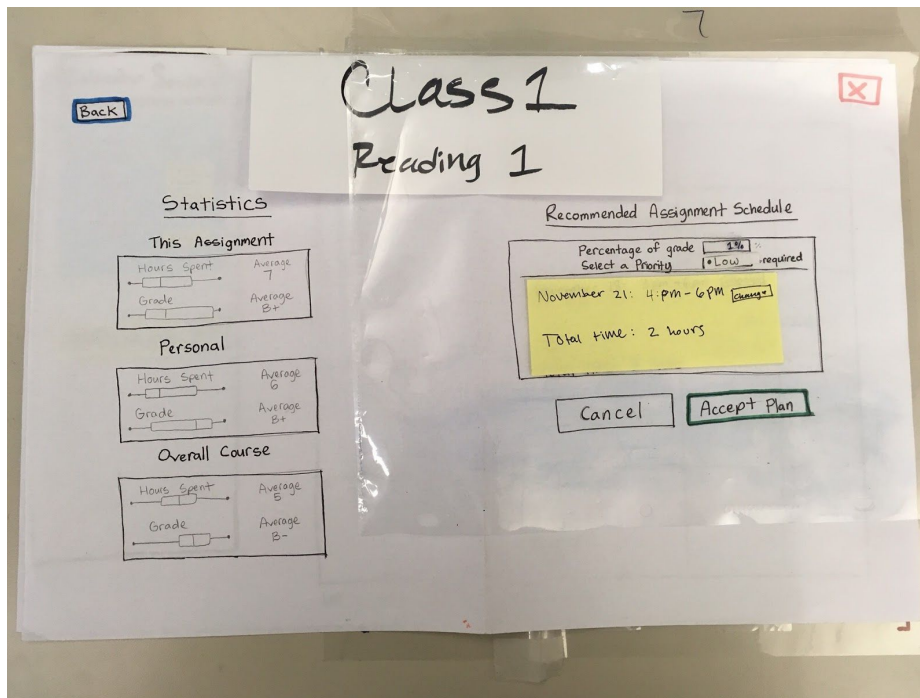 7
Back
Class 1
Reading 1
Statistics
This Assignment
Hours Spent Average
7
Grade Average
B+
Personal
Hours Spent Average
6
Grade Average
B+
Overall Course
Hours Spent Average
5
Grade Average
B-
Recommended Assignment Schedule
Percentage of grade 1% %
Select a Priority •Low required
November 21: 4:pm - 6pm change
Total time: 2 hours
Cancel Accept Plan